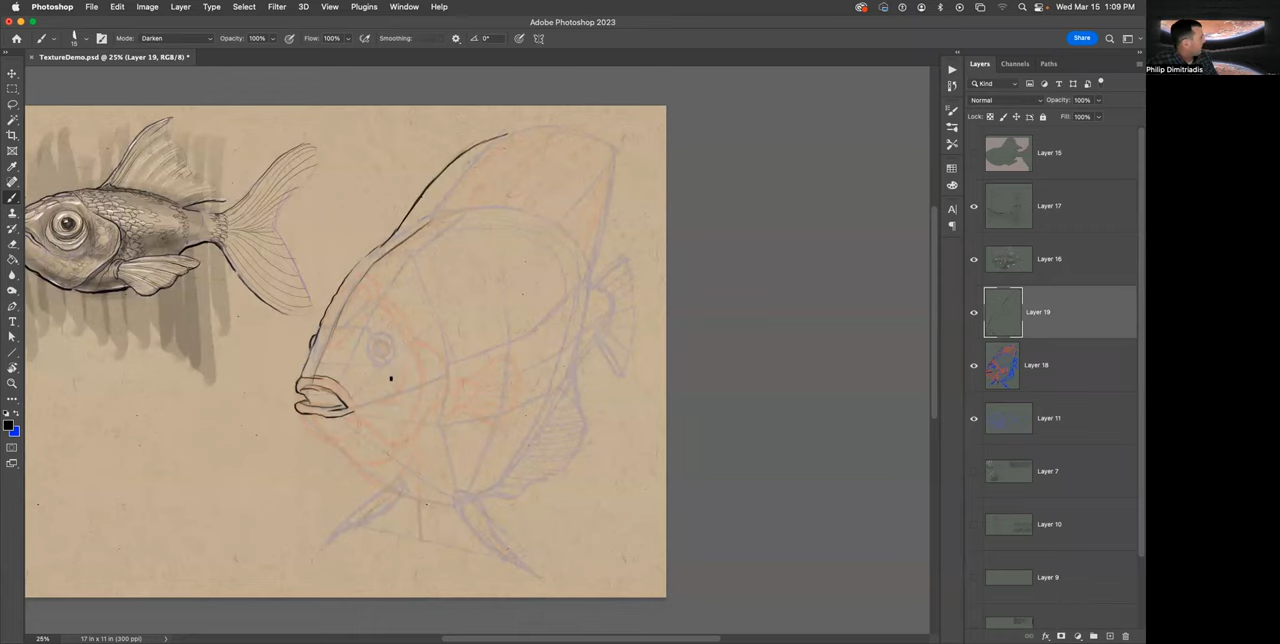 Photoshop File Edit Image Layer Type Select Filter 3D View Plugins Window Help Wed Mar 15 1:09 PM
Adobe Photoshop 2023
15 Mode: Darken Opacity: 100% Flow: 100% Smoothing: 0° Share
TextureDemo.psd @ 25% (Layer 19, RGB/8) *
Layers Channels Paths
Kind
Normal Opacity: 100%
Lock: Fill: 100%
Layer 15
Layer 17
Layer 16
Layer 19
Layer 18
Layer 11
Layer 7
Layer 10
Layer 9
25% 17 in x 11 in (300 ppi)
Philip Dimitriadis